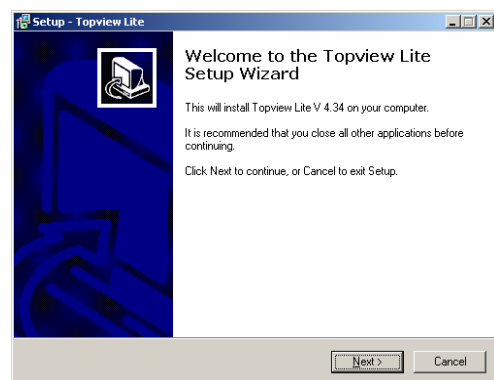 Setup - Topview Lite
Welcome to the Topview Lite
Setup Wizard
This will install Topview Lite V 4.34 on your computer.
It is recommended that you close all other applications before
continuing.
Click Next to continue, or Cancel to exit Setup.
Next >
Cancel